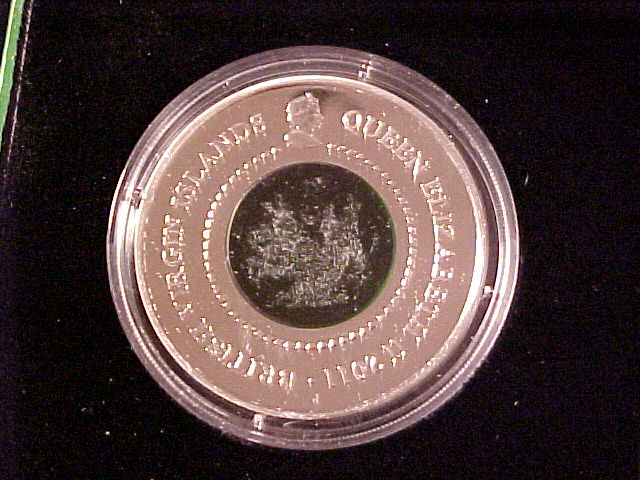 BRITISH VIRGIN ISLANDS
QUEEN ELIZABETH II 2011 •
P